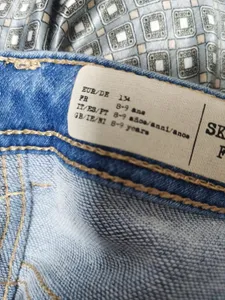 EUR/DE 134
FR 8-9 ans
IT/ES/PT 8-9 años/anni/anos
GB/IE/MT 8-9 years
SK
F